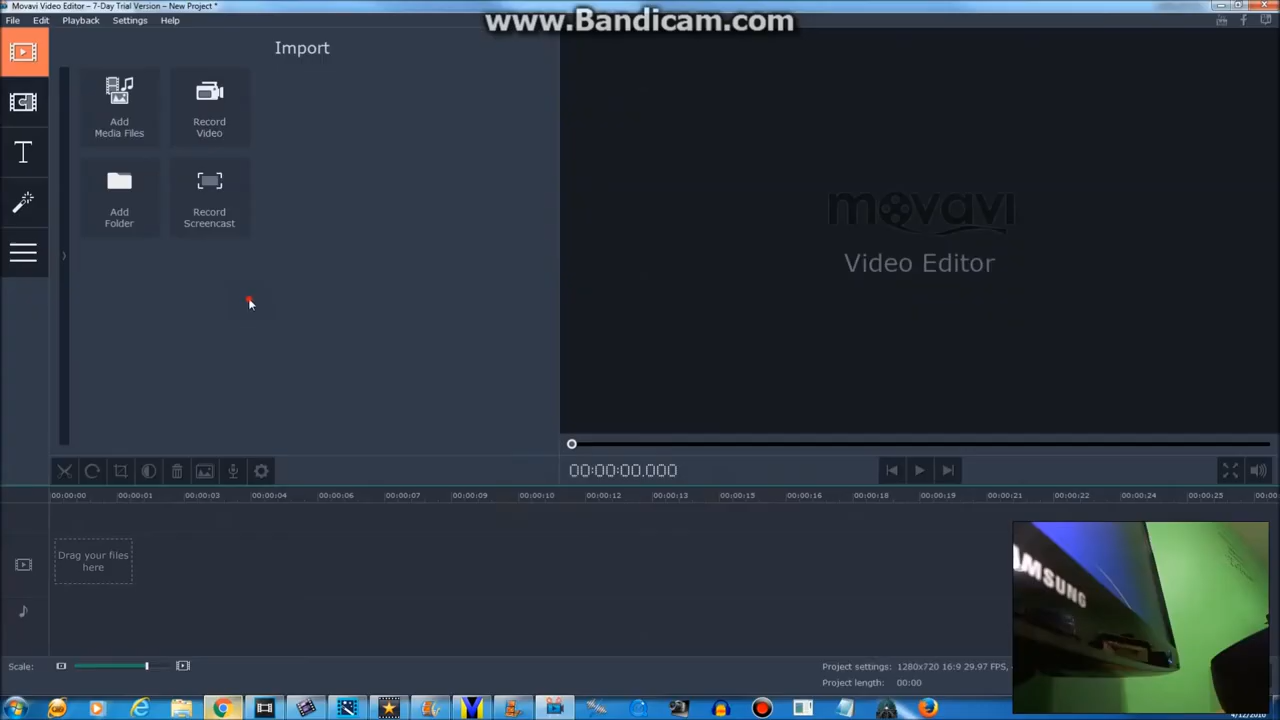 Movavi Video Editor – 7-Day Trial Version – New Project *
www.Bandicam.com
File Edit Playback Settings Help
Import
Add
Media Files
Record
Video
Add
Folder
Record
Screencast
movavi
Video Editor
00:00:00.000
00:00:00 00:00:01 00:00:03 00:00:04 00:00:06 00:00:07 00:00:09 00:00:10 00:00:12 00:00:13 00:00:15 00:00:16 00:00:18 00:00:19 00:00:21 00:00:22 00:00:24 00:00:25
Drag your files
here
AMSUNG
Scale:
Project settings: 1280x720 16:9 29.97 FPS,
Project length: 00:00